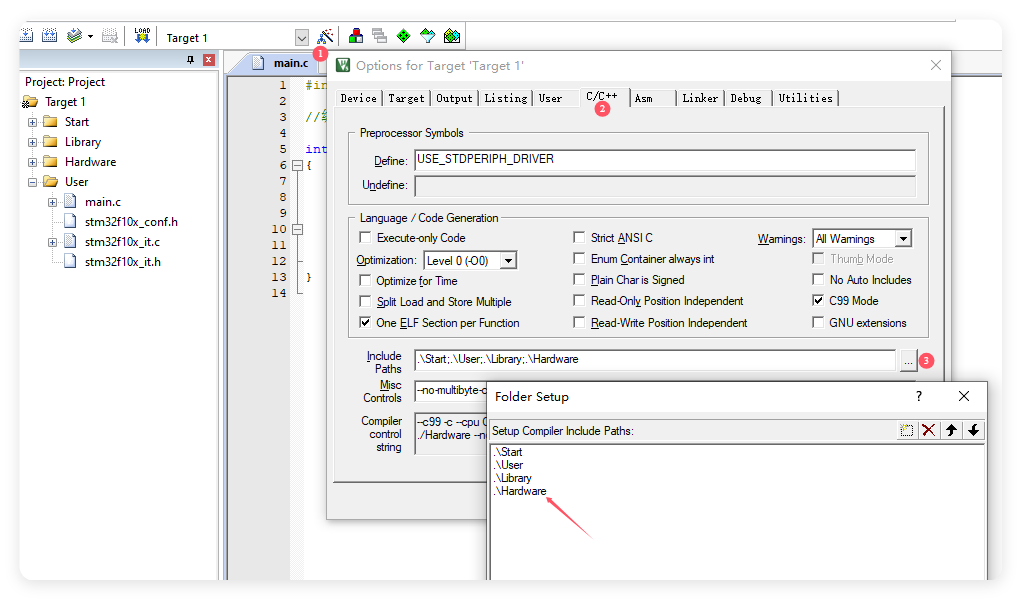 LOAD
Target 1
Project: Project
Target 1
Start
Library
Hardware
User
main.c
stm32f10x_conf.h
stm32f10x_it.c
stm32f10x_it.h
main.c
1
1 #in
2
3
4
5 int
6 {
7
8
9
10
11
12
13 }
14
Options for Target 'Target 1'
Device Target Output Listing User C/C++ Asm Linker Debug Utilities
2
Preprocessor Symbols
Define: USE_STDPERIPH_DRIVER
Undefine:
Language / Code Generation
Execute-only Code
Strict ANSI C
Warnings: All Warnings
Optimization: Level 0 (-O0)
Enum Container always int
Thumb Mode
Optimize for Time
Plain Char is Signed
No Auto Includes
Split Load and Store Multiple
Read-Only Position Independent
C99 Mode
One ELF Section per Function
Read-Write Position Independent
GNU extensions
Include
Paths
.\Start;.\User;.\Library;.\Hardware
...
3
Misc
Controls
--no-multibyte-c
Compiler
control
string
--c99 -c --cpu
./Hardware --n
Folder Setup
?
Setup Compiler Include Paths:
.\Start
.\User
.\Library
.\Hardware